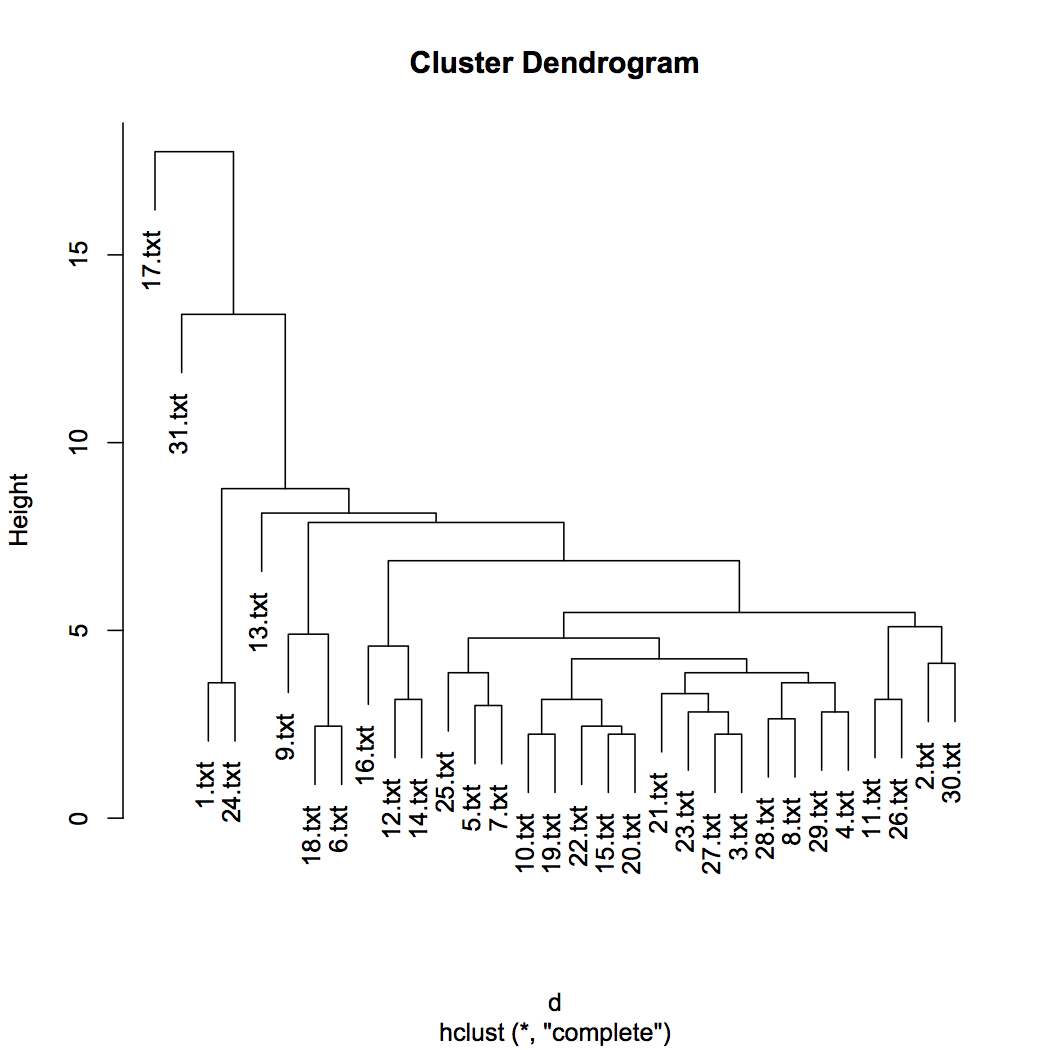 Cluster Dendrogram
Height
0
5
10
15
17.txt
31.txt
1.txt
24.txt
13.txt
9.txt
18.txt
6.txt
16.txt
12.txt
14.txt
25.txt
5.txt
7.txt
10.txt
19.txt
22.txt
15.txt
20.txt
21.txt
23.txt
27.txt
3.txt
28.txt
8.txt
29.txt
4.txt
11.txt
26.txt
2.txt
30.txt
d
hclust (*, "complete")